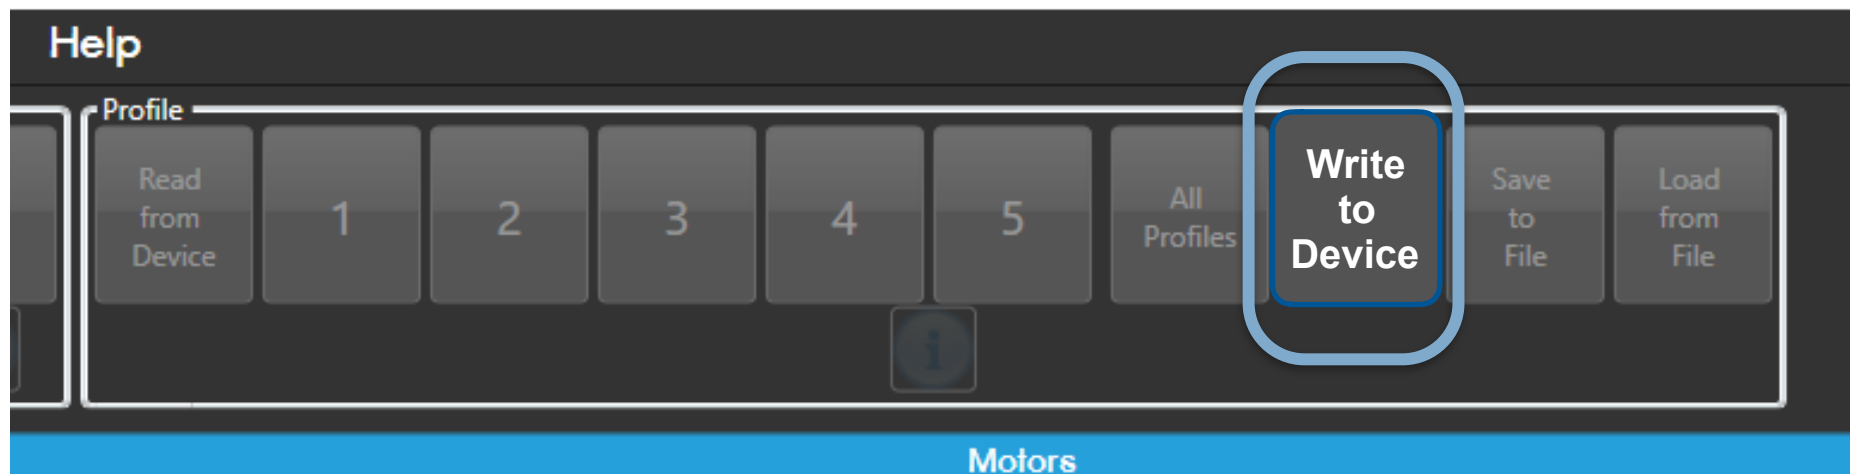 Help
Profile
Read
from
Device
1
2
3
4
5
All
Profiles
Write
to
Device
Save
to
File
Load
from
File
i
Motors